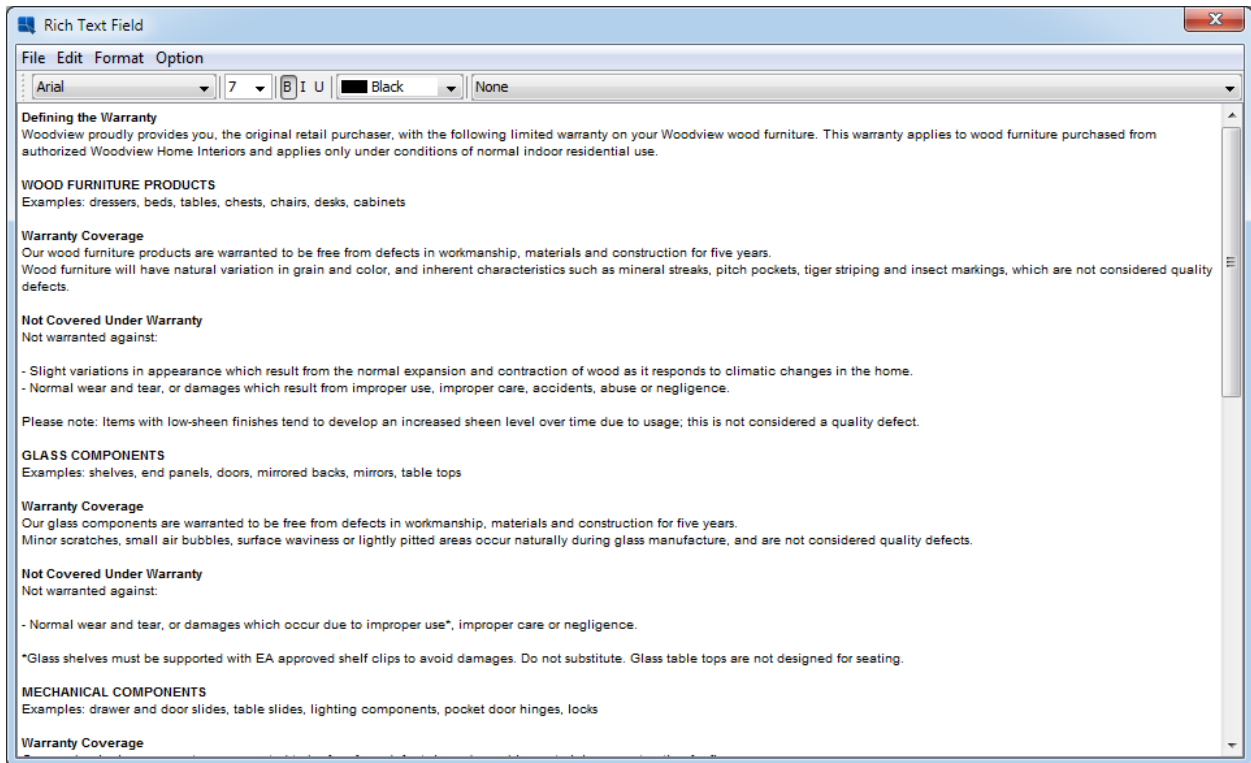 Rich Text Field
File Edit Format Option
Arial 7 B I U Black None
Defining the Warranty
Woodview proudly provides you, the original retail purchaser, with the following limited warranty on your Woodview wood furniture. This warranty applies to wood furniture purchased from
authorized Woodview Home Interiors and applies only under conditions of normal indoor residential use.
WOOD FURNITURE PRODUCTS
Examples: dressers, beds, tables, chests, chairs, desks, cabinets
Warranty Coverage
Our wood furniture products are warranted to be free from defects in workmanship, materials and construction for five years.
Wood furniture will have natural variation in grain and color, and inherent characteristics such as mineral streaks, pitch pockets, tiger striping and insect markings, which are not considered quality
defects.
Not Covered Under Warranty
Not warranted against:
- Slight variations in appearance which result from the normal expansion and contraction of wood as it responds to climatic changes in the home.
- Normal wear and tear, or damages which result from improper use, improper care, accidents, abuse or negligence.
Please note: Items with low-sheen finishes tend to develop an increased sheen level over time due to usage; this is not considered a quality defect.
GLASS COMPONENTS
Examples: shelves, end panels, doors, mirrored backs, mirrors, table tops
Warranty Coverage
Our glass components are warranted to be free from defects in workmanship, materials and construction for five years.
Minor scratches, small air bubbles, surface waviness or lightly pitted areas occur naturally during glass manufacture, and are not considered quality defects.
Not Covered Under Warranty
Not warranted against:
- Normal wear and tear, or damages which occur due to improper use*, improper care or negligence.
*Glass shelves must be supported with EA approved shelf clips to avoid damages. Do not substitute. Glass table tops are not designed for seating.
MECHANICAL COMPONENTS
Examples: drawer and door slides, table slides, lighting components, pocket door hinges, locks
Warranty Coverage